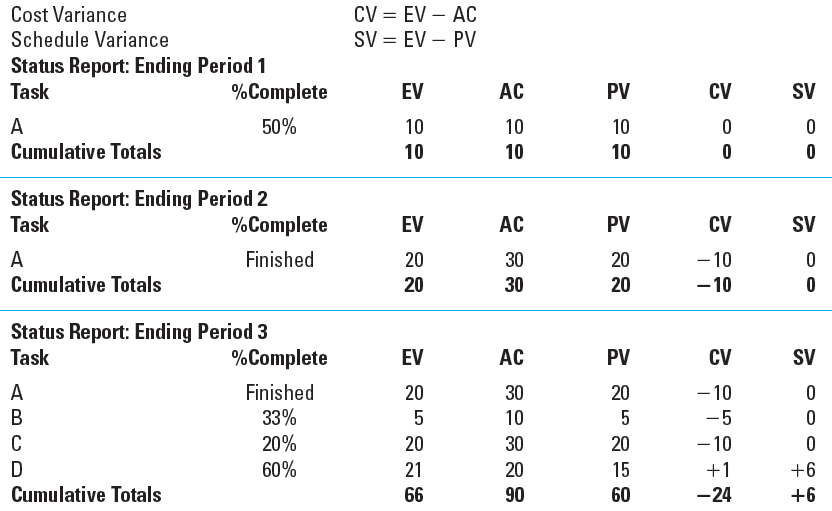 Cost Variance CV = EV − AC
Schedule Variance SV = EV − PV
Status Report: Ending Period 1
Task %Complete EV AC PV CV SV
A 50% 10 10 10 0 0
Cumulative Totals 10 10 10 0 0
Status Report: Ending Period 2
Task %Complete EV AC PV CV SV
A Finished 20 30 20 −10 0
Cumulative Totals 20 30 20 −10 0
Status Report: Ending Period 3
Task %Complete EV AC PV CV SV
A Finished 20 30 20 −10 0
B 33% 5 10 5 −5 0
C 20% 20 30 20 −10 0
D 60% 21 20 15 +1 +6
Cumulative Totals 66 90 60 −24 +6